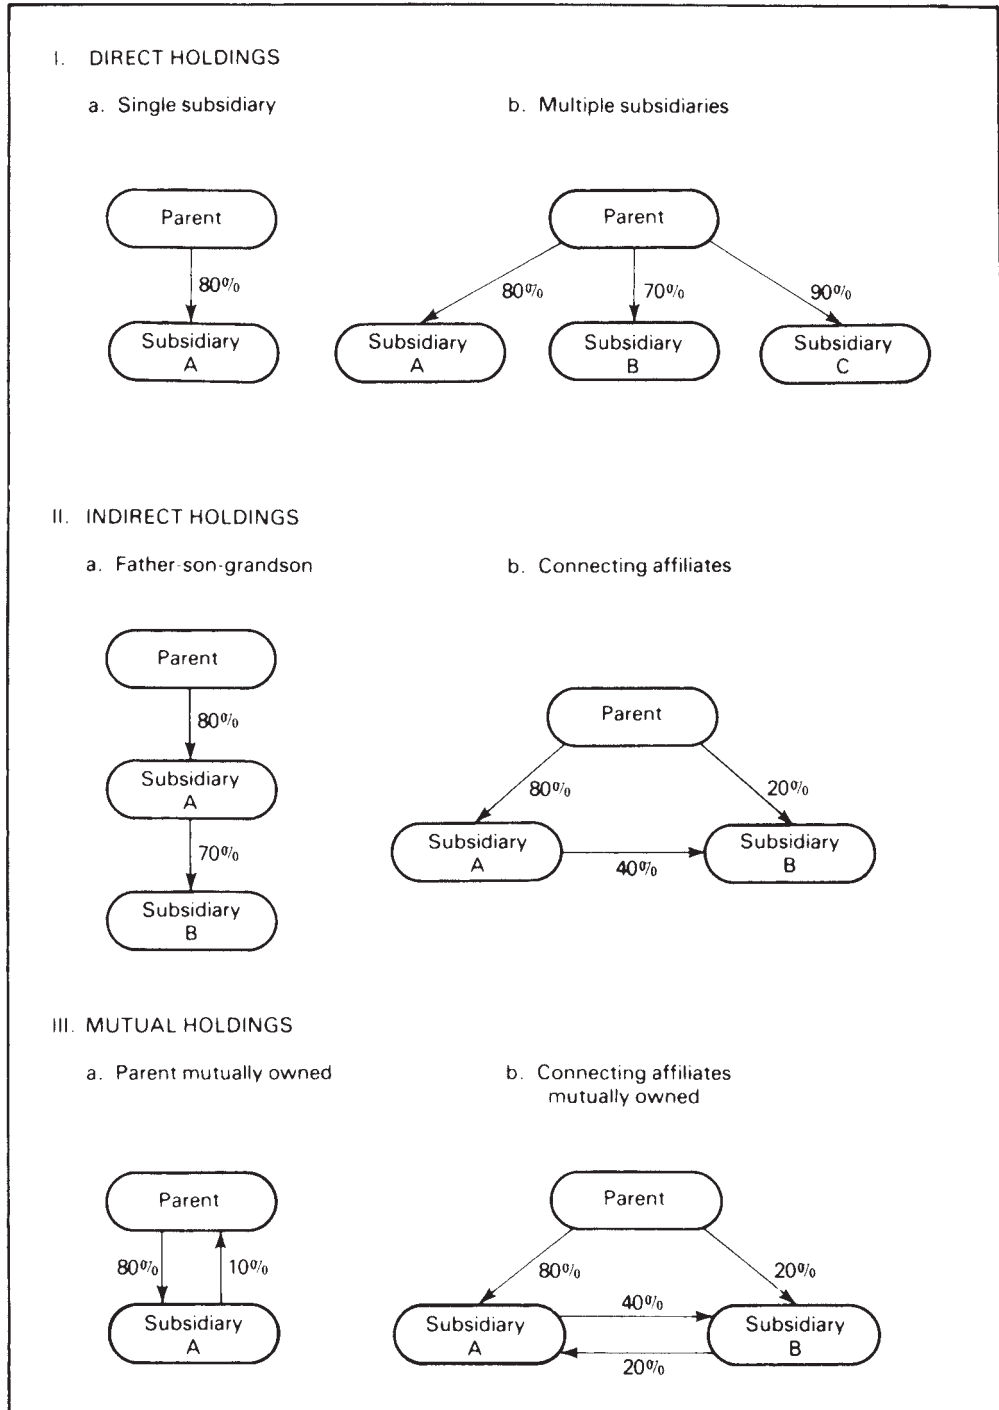 I. DIRECT HOLDINGS
a. Single subsidiary
b. Multiple subsidiaries
Parent
80%
Subsidiary
A
Parent
80%
70%
90%
Subsidiary
A
Subsidiary
B
Subsidiary
C
II. INDIRECT HOLDINGS
a. Father-son-grandson
b. Connecting affiliates
Parent
80%
Subsidiary
A
70%
Subsidiary
B
Parent
80%
20%
Subsidiary
A
40%
Subsidiary
B
III. MUTUAL HOLDINGS
a. Parent mutually owned
b. Connecting affiliates
mutually owned
Parent
80%
10%
Subsidiary
A
Parent
80%
20%
40%
Subsidiary
A
Subsidiary
B
20%